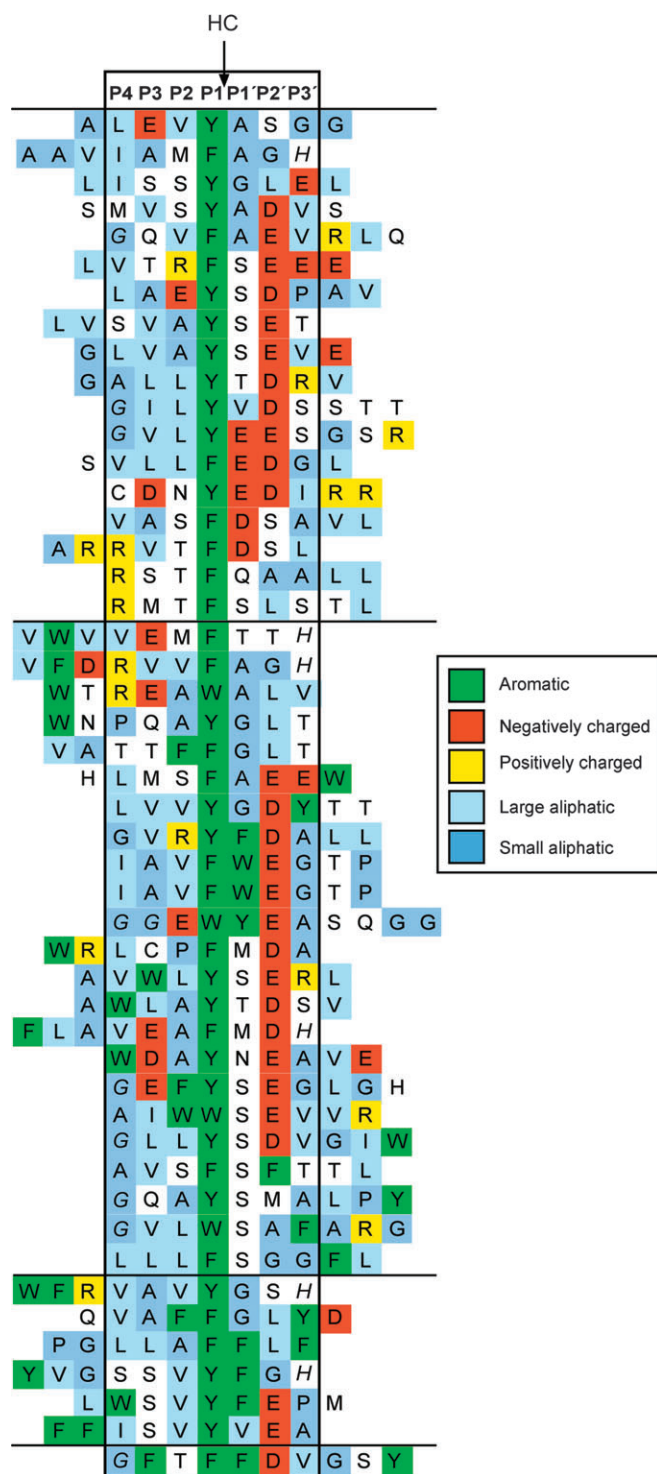 HC
P4 P3 P2 P1 P1´ P2´ P3´
A L E V Y A S G G
A A V I A M F A G H
L I S S Y G L E L
S M V S Y A D V S
G Q V F A E V R L Q
L V T R F S E E E
L A E Y S D P A V
L V S V A Y S E T
G L V A Y S E V E
G A L L Y T D R V
G I L Y V D S S T T
G V L Y E E S G S R
S V L L F E D G L
C D N Y E D I R R
V A S F D S A V L
A R R V T F D S L
R S T F Q A A L L
R M T F S L S T L
V W V V E M F T T H
V F D R V V F A G H
W T R E A W A L V
W N P Q A Y G L T
V A T T F F G L T
H L M S F A E E W
L V V Y G D Y T T
G V R Y F D A L L
I A V F W E G T P
I A V F W E G T P
G G E W Y E A S Q G G
W R L C P F M D A
A V W L Y S E R L
A W L A Y T D S V
F L A V E A F M D H
W D A Y N E A V E
G E F Y S E G L G H
A I W W S E V V R
G L L Y S D V G I W
A V S F S F T T L
G Q A Y S M A L P Y
G V L W S A F A R G
L L L F S G G F L
W F R V A V Y G S H
Q V A F F G L Y D
P G L L A F F L F
Y V G S S V Y F G H
L W S V Y F E P M
F F I S V Y V E A
G F T F F D V G S Y
Aromatic
Negatively charged
Positively charged
Large aliphatic
Small aliphatic